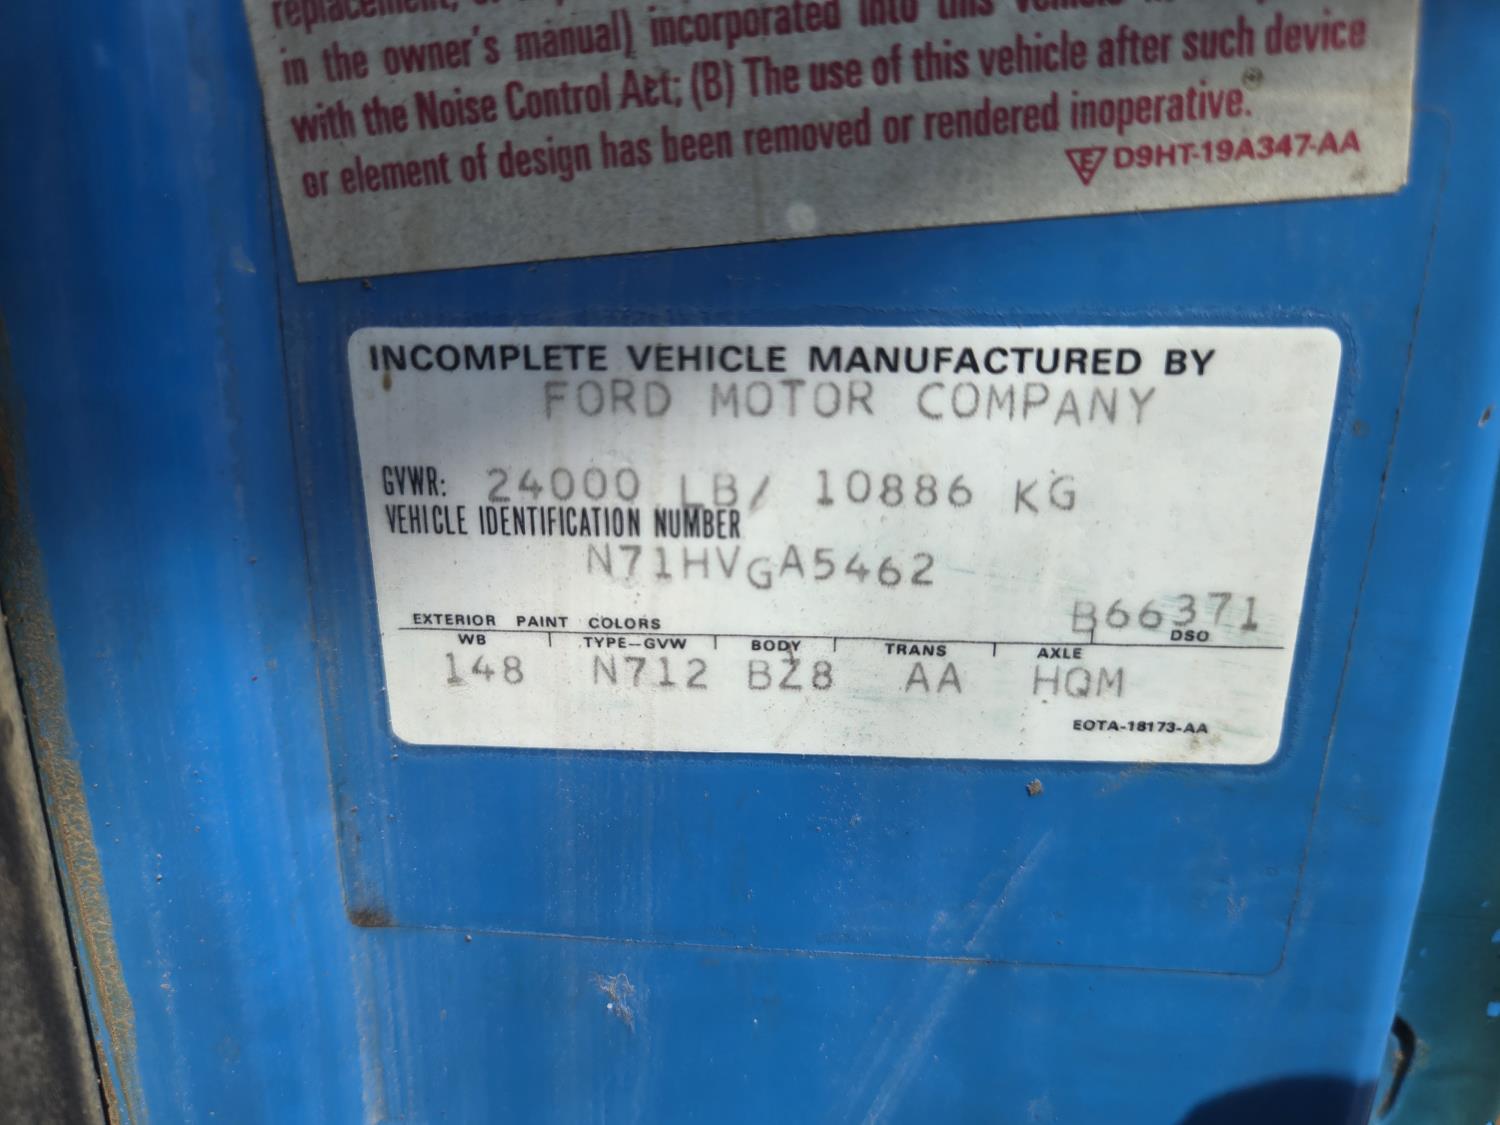 replacement,
in the owner's manual) incorporated into this vehicle
with the Noise Control Act; (B) The use of this vehicle after such device
or element of design has been removed or rendered inoperative.
E D9HT-19A347-AA
INCOMPLETE VEHICLE MANUFACTURED BY
FORD MOTOR COMPANY
GVWR: 24000 LB/ 10886 KG
VEHICLE IDENTIFICATION NUMBER
N71HVGA5462
B66371
EXTERIOR PAINT COLORS DSO
WB TYPE-GVW BODY TRANS AXLE
148 N712 BZ8 AA HQM
EOTA-18173-AA